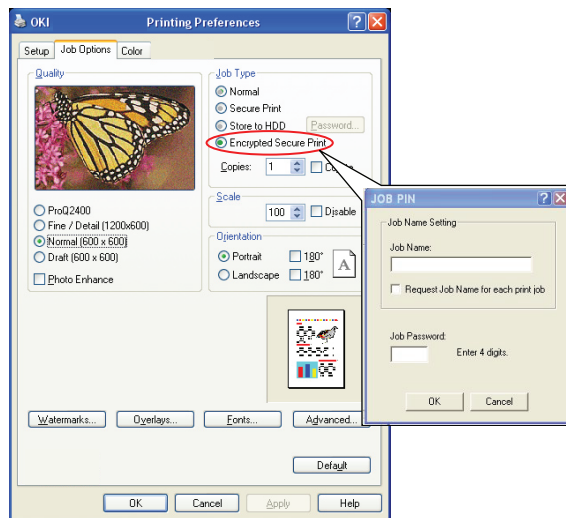 OKI Printing Preferences
Setup Job Options Color
Quality
ProQ2400
Fine / Detail (1200x600)
Normal (600 x 600)
Draft (600 x 600)
Photo Enhance
Job Type
Normal
Secure Print
Store to HDD Password...
Encrypted Secure Print
Copies: 1
Scale
100 Disable
Orientation
Portrait 180°
Landscape 180°
A
Watermarks... Overlays... Fonts... Advanced...
Default
OK Cancel Apply Help
JOB PIN
Job Name Setting
Job Name:
Request Job Name for each print job
Job Password:
Enter 4 digits.
OK Cancel